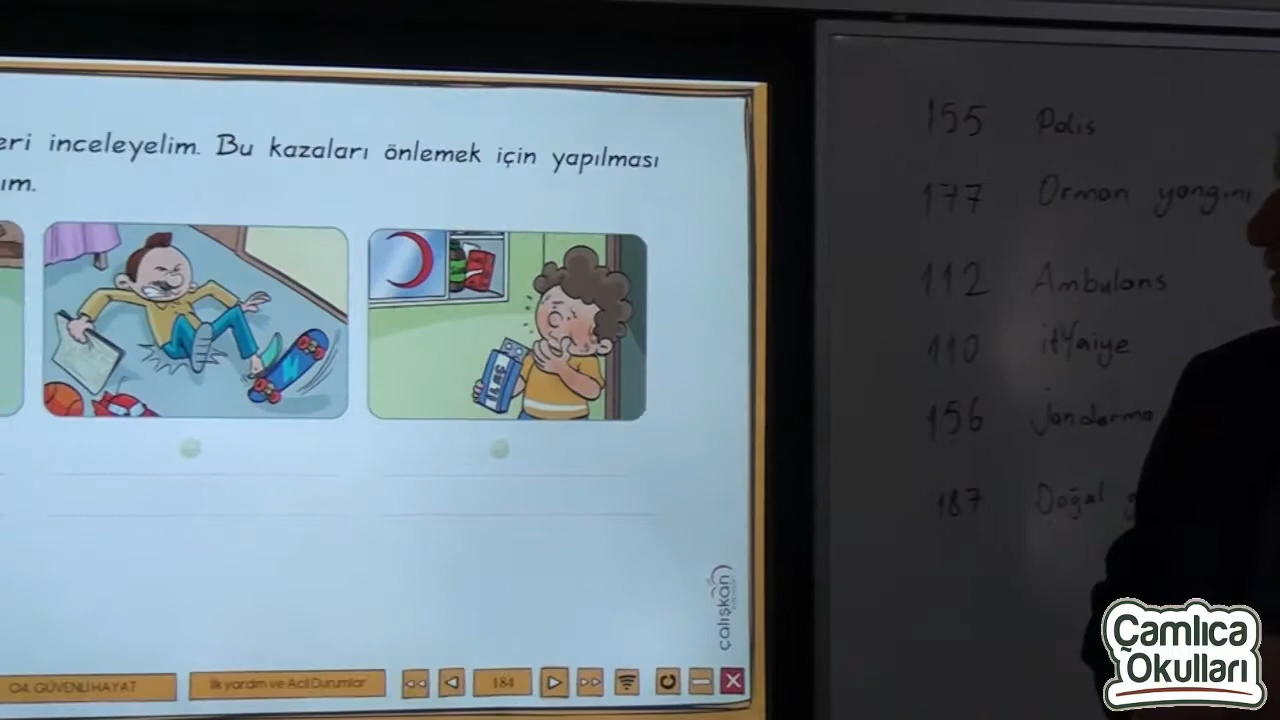 eri inceleyelim. Bu kazaları önlemek için yapılması
ım.
İLAÇ
çalışkan
04. GÜVENLİ HAYAT
İlk yardım ve Acil Durumlar
184
155 Polis
177 Orman yangını
112 Ambulans
110 itfaiye
156 Jandarma
187 Doğal g
Çamlıca
Okulları